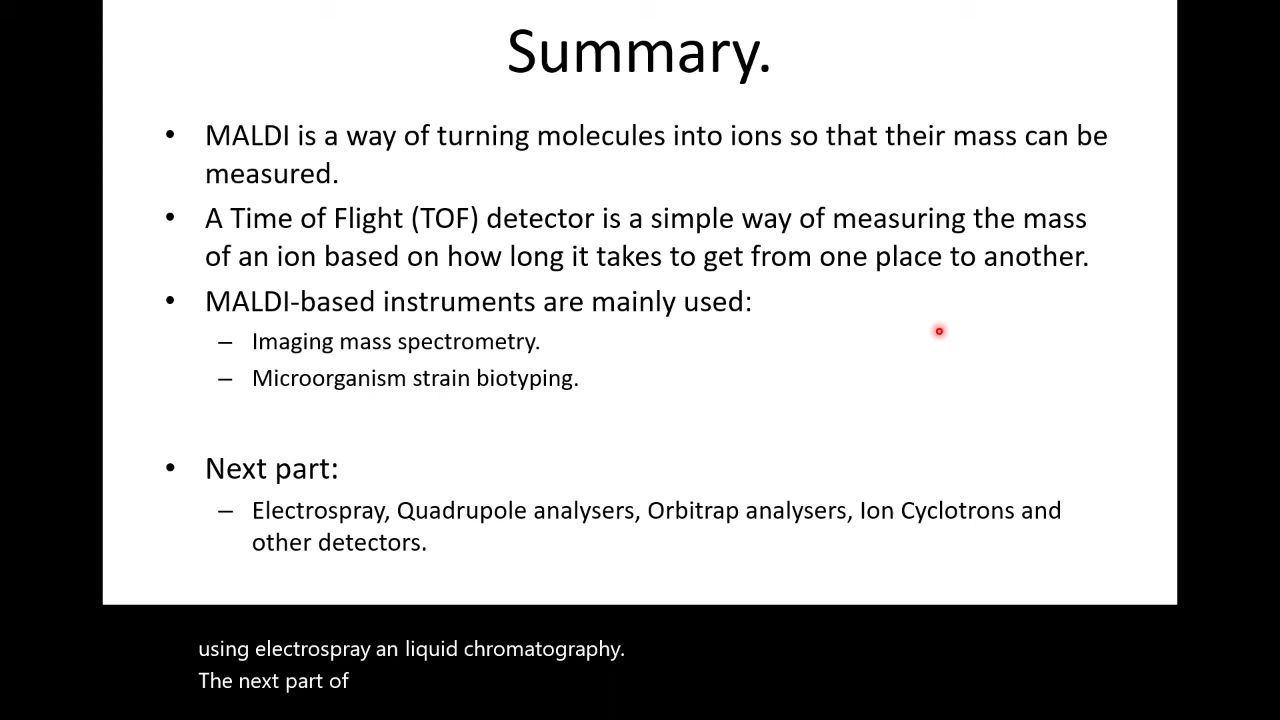 Summary.
• MALDI is a way of turning molecules into ions so that their mass can be
measured.
• A Time of Flight (TOF) detector is a simple way of measuring the mass
of an ion based on how long it takes to get from one place to another.
• MALDI-based instruments are mainly used:
– Imaging mass spectrometry.
– Microorganism strain biotyping.
• Next part:
– Electrospray, Quadrupole analysers, Orbitrap analysers, Ion Cyclotrons and
other detectors.
using electrospray an liquid chromatography.
The next part of